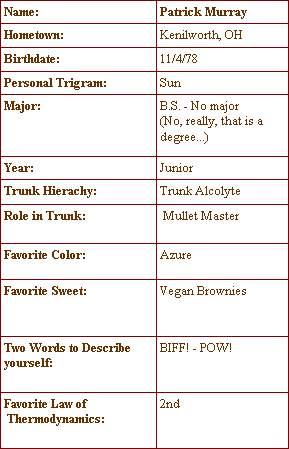 Name: Patrick Murray
Hometown: Kenilworth, OH
Birthdate: 11/4/78
Personal Trigram: Sun
Major: B.S. - No major
(No, really, that is a
degree...)
Year: Junior
Trunk Hierachy: Trunk Alcolyte
Role in Trunk: Mullet Master
Favorite Color: Azure
Favorite Sweet: Vegan Brownies
Two Words to Describe BIFF! - POW!
yourself:
Favorite Law of 2nd
Thermodynamics: